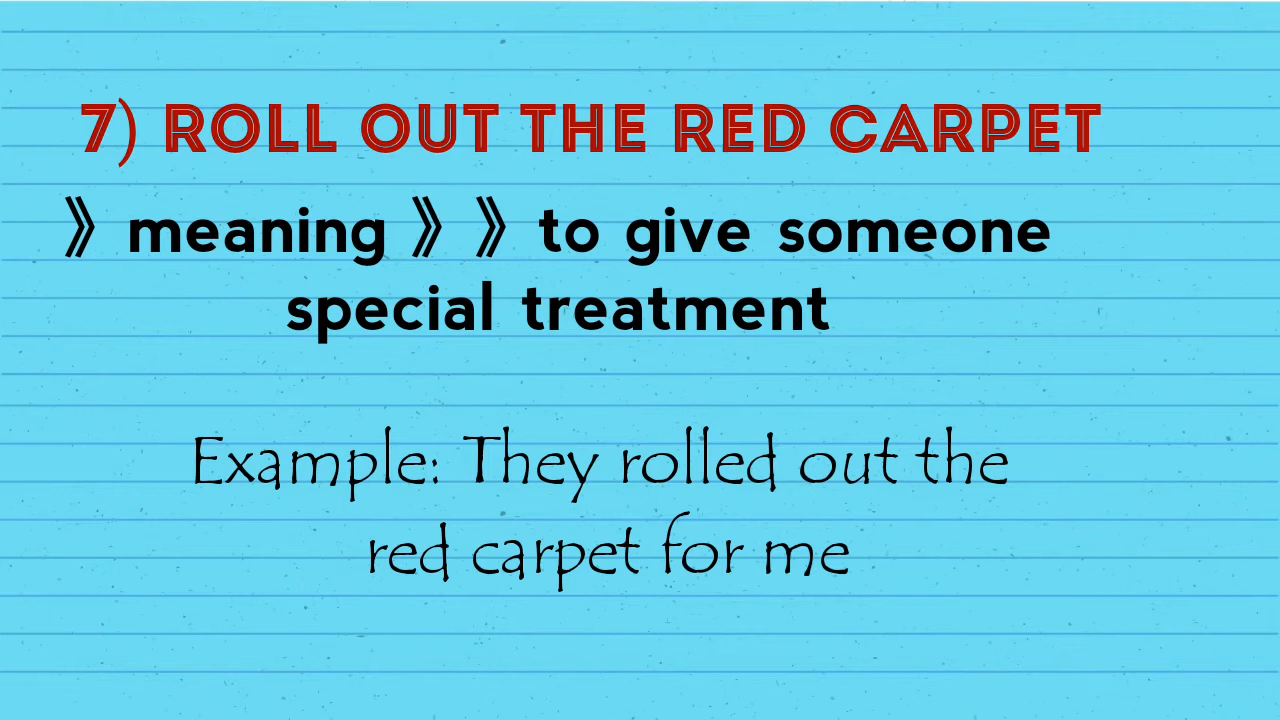 7) ROLL OUT THE RED CARPET
》meaning 》》to give someone
special treatment
Example: They rolled out the
red carpet for me